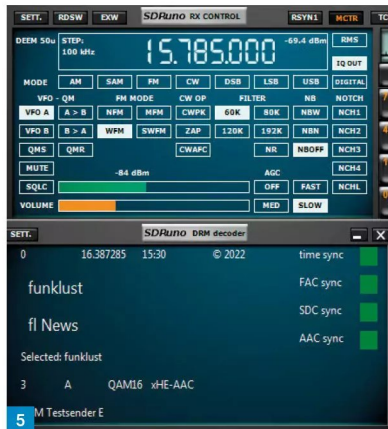 SETT. RDSW EXW SDRuno RX CONTROL RSYN1 MCTR TC
DEEM 50u STEP: 100 kHz 15.785.000 -69.4 dBm RMS
IQ OUT
MODE AM SAM FM CW DSB LSB USB DIGITAL
VFO - QM FM MODE CW OP FILTER NB NOTCH
VFO A A > B NFM MFM CWPK 60K 80K NBW NCH1
VFO B B > A WFM SWFM ZAP 120K 192K NBN NCH2
QMS QMR CWAFC NR NBOFF NCH3
MUTE -84 dBm AGC NCH4
SQLC OFF FAST NCHL
VOLUME MED SLOW
SETT. SDRuno DRM decoder - X
0 16.387285 15:30 © 2022 time sync
funklust FAC sync
SDC sync
fl News
AAC sync
Selected: funklust
3 A QAM16 xHE-AAC
5 M Testsender E